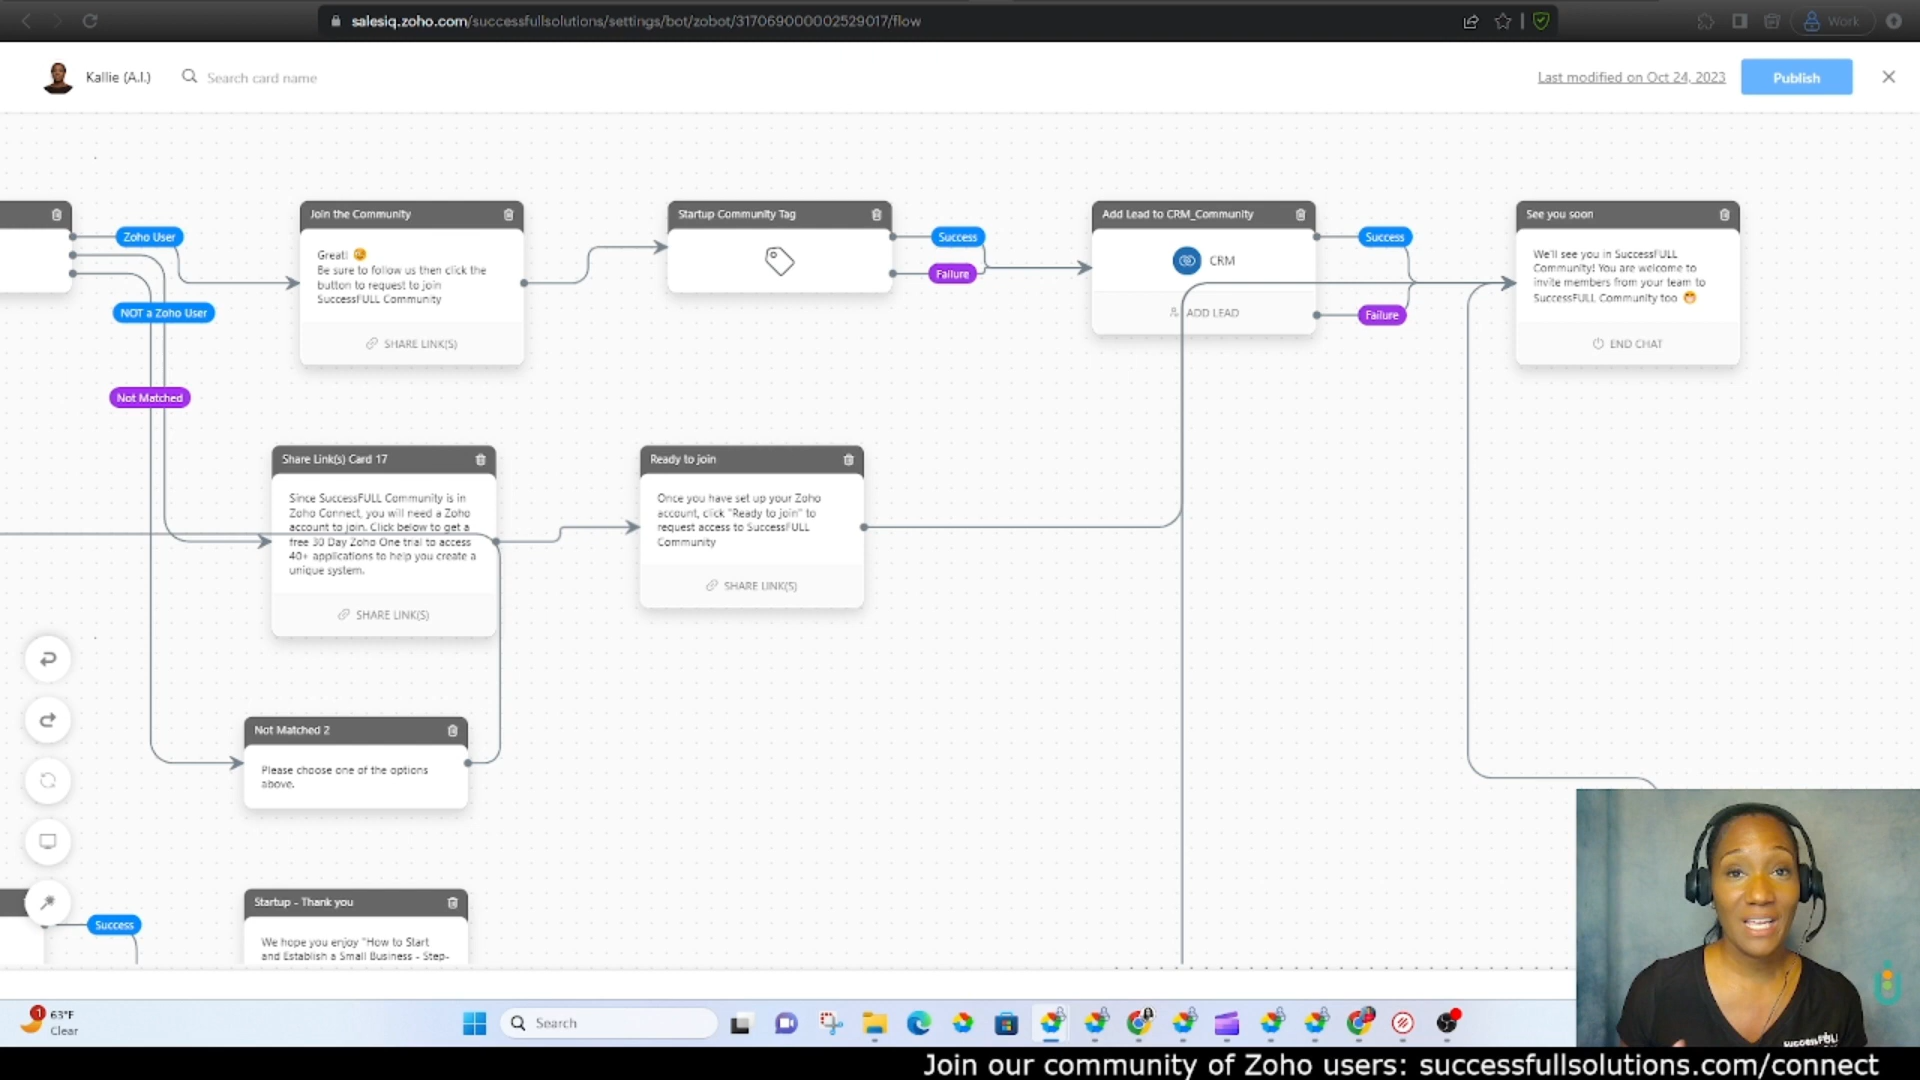 salesiq.zoho.com/successfullsolutions/settings/bot/zobot/317069000002529017/flow
Work
Kallie (A.I.)
Search card name
Last modified on Oct 24, 2023
Publish
Zoho User
NOT a Zoho User
Not Matched
Join the Community
Great! 😉
Be sure to follow us then click the
button to request to join
SuccessFULL Community
SHARE LINK(S)
Startup Community Tag
Success
Failure
Add Lead to CRM_Community
CRM
ADD LEAD
Success
Failure
See you soon
We'll see you in SuccessFULL
Community! You are welcome to
invite members from your team to
SuccessFULL Community too 😁
END CHAT
Share Link(s) Card 17
Since SuccessFULL Community is in
Zoho Connect, you will need a Zoho
account to join. Click below to get a
free 30 Day Zoho One trial to access
40+ applications to help you create a
unique system.
SHARE LINK(S)
Ready to join
Once you have set up your Zoho
account, click "Ready to join" to
request access to SuccessFULL
Community
SHARE LINK(S)
Not Matched 2
Please choose one of the options
above.
Success
Startup - Thank you
We hope you enjoy "How to Start
and Establish a Small Business - Step-
1
63°F
Clear
Search
successFULL
Join our community of Zoho users: successfullsolutions.com/connect